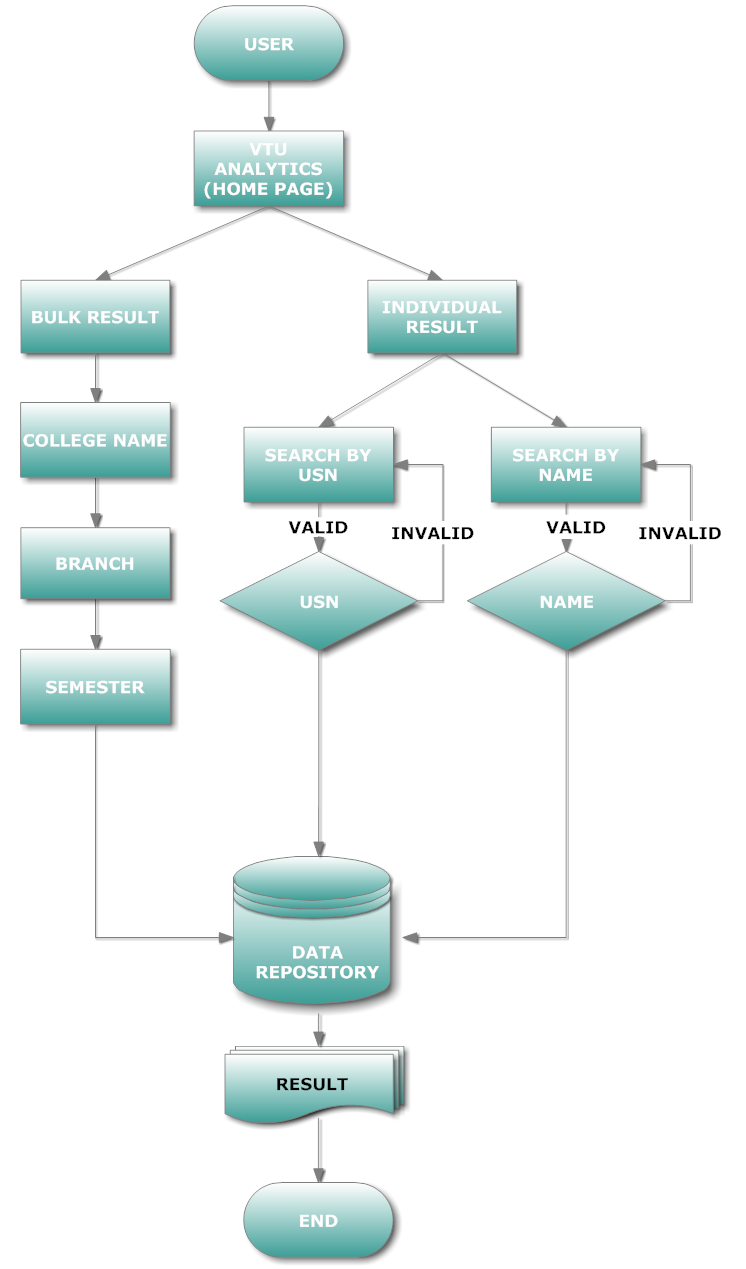 USER
VTU
ANALYTICS
(HOME PAGE)
BULK RESULT
INDIVIDUAL
RESULT
COLLEGE NAME
SEARCH BY
USN
SEARCH BY
NAME
VALID
INVALID
VALID
INVALID
BRANCH
USN
NAME
SEMESTER
DATA
REPOSITORY
RESULT
END